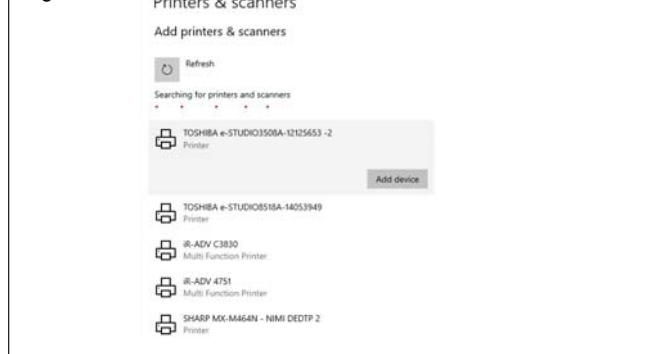 Printers & scanners
Add printers & scanners
Refresh
Searching for printers and scanners
TOSHIBA e-STUDIO3508A-12125653 -2
Printer
Add device
TOSHIBA e-STUDIO8518A-14053949
Printer
iR-ADV C3830
Multi Function Printer
iR-ADV 4751
Multi Function Printer
SHARP MX-M464N - NIMI DEDTP 2
Printer